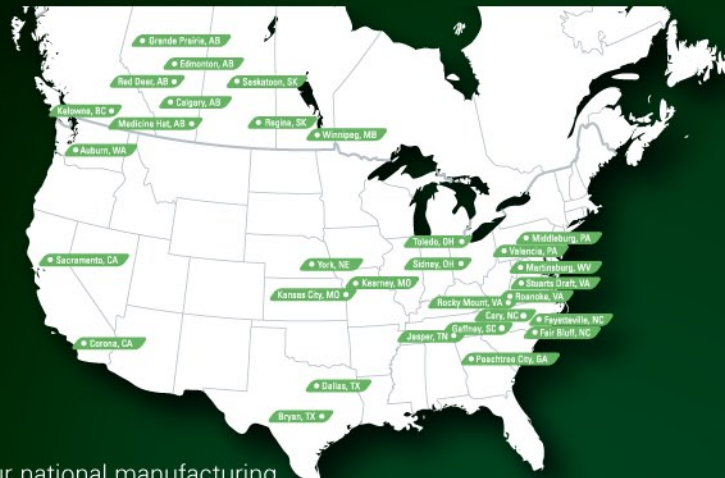 Grande Prairie, AB
Edmonton, AB
Red Deer, AB
Saskatoon, SK
Calgary, AB
Kelowna, BC
Medicine Hat, AB
Regina, SK
Winnipeg, MB
Auburn, WA
Middleburg, PA
Toledo, OH
Valencia, PA
Sacramento, CA
York, NE
Sidney, OH
Martinsburg, WV
Kearney, MO
Stuarts Draft, VA
Kansas City, MO
Roanoke, VA
Rocky Mount, VA
Cary, NC
Fayetteville, NC
Gaffney, SC
Fair Bluff, NC
Jasper, TN
Corona, CA
Peachtree City, GA
Dallas, TX
Bryan, TX
ur national manufacturing